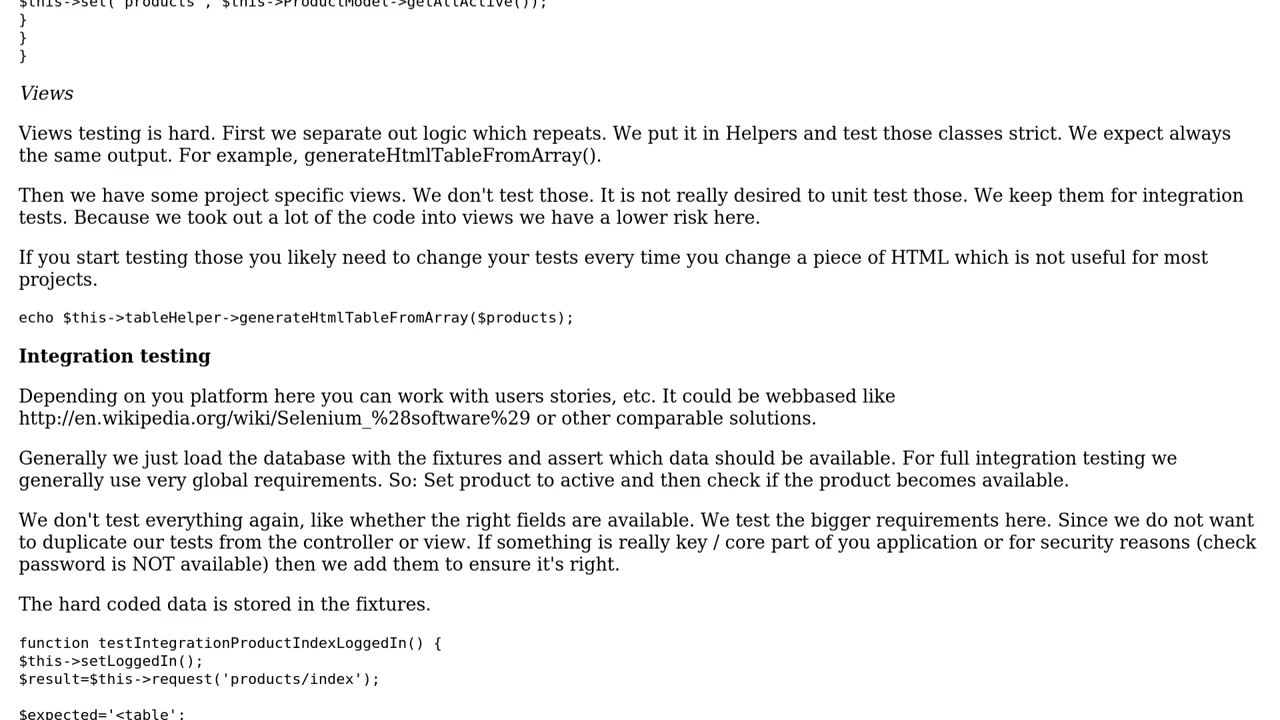 $this->set('products', $this->ProductModel->getAllActive());
}
}
}
Views
Views testing is hard. First we separate out logic which repeats. We put it in Helpers and test those classes strict. We expect always
the same output. For example, generateHtmlTableFromArray().
Then we have some project specific views. We don't test those. It is not really desired to unit test those. We keep them for integration
tests. Because we took out a lot of the code into views we have a lower risk here.
If you start testing those you likely need to change your tests every time you change a piece of HTML which is not useful for most
projects.
echo $this->tableHelper->generateHtmlTableFromArray($products);
Integration testing
Depending on you platform here you can work with users stories, etc. It could be webbased like
http://en.wikipedia.org/wiki/Selenium_%28software%29 or other comparable solutions.
Generally we just load the database with the fixtures and assert which data should be available. For full integration testing we
generally use very global requirements. So: Set product to active and then check if the product becomes available.
We don't test everything again, like whether the right fields are available. We test the bigger requirements here. Since we do not want
to duplicate our tests from the controller or view. If something is really key / core part of you application or for security reasons (check
password is NOT available) then we add them to ensure it's right.
The hard coded data is stored in the fixtures.
function testIntegrationProductIndexLoggedIn() {
$this->setLoggedIn();
$result=$this->request('products/index');
$expected='<table';